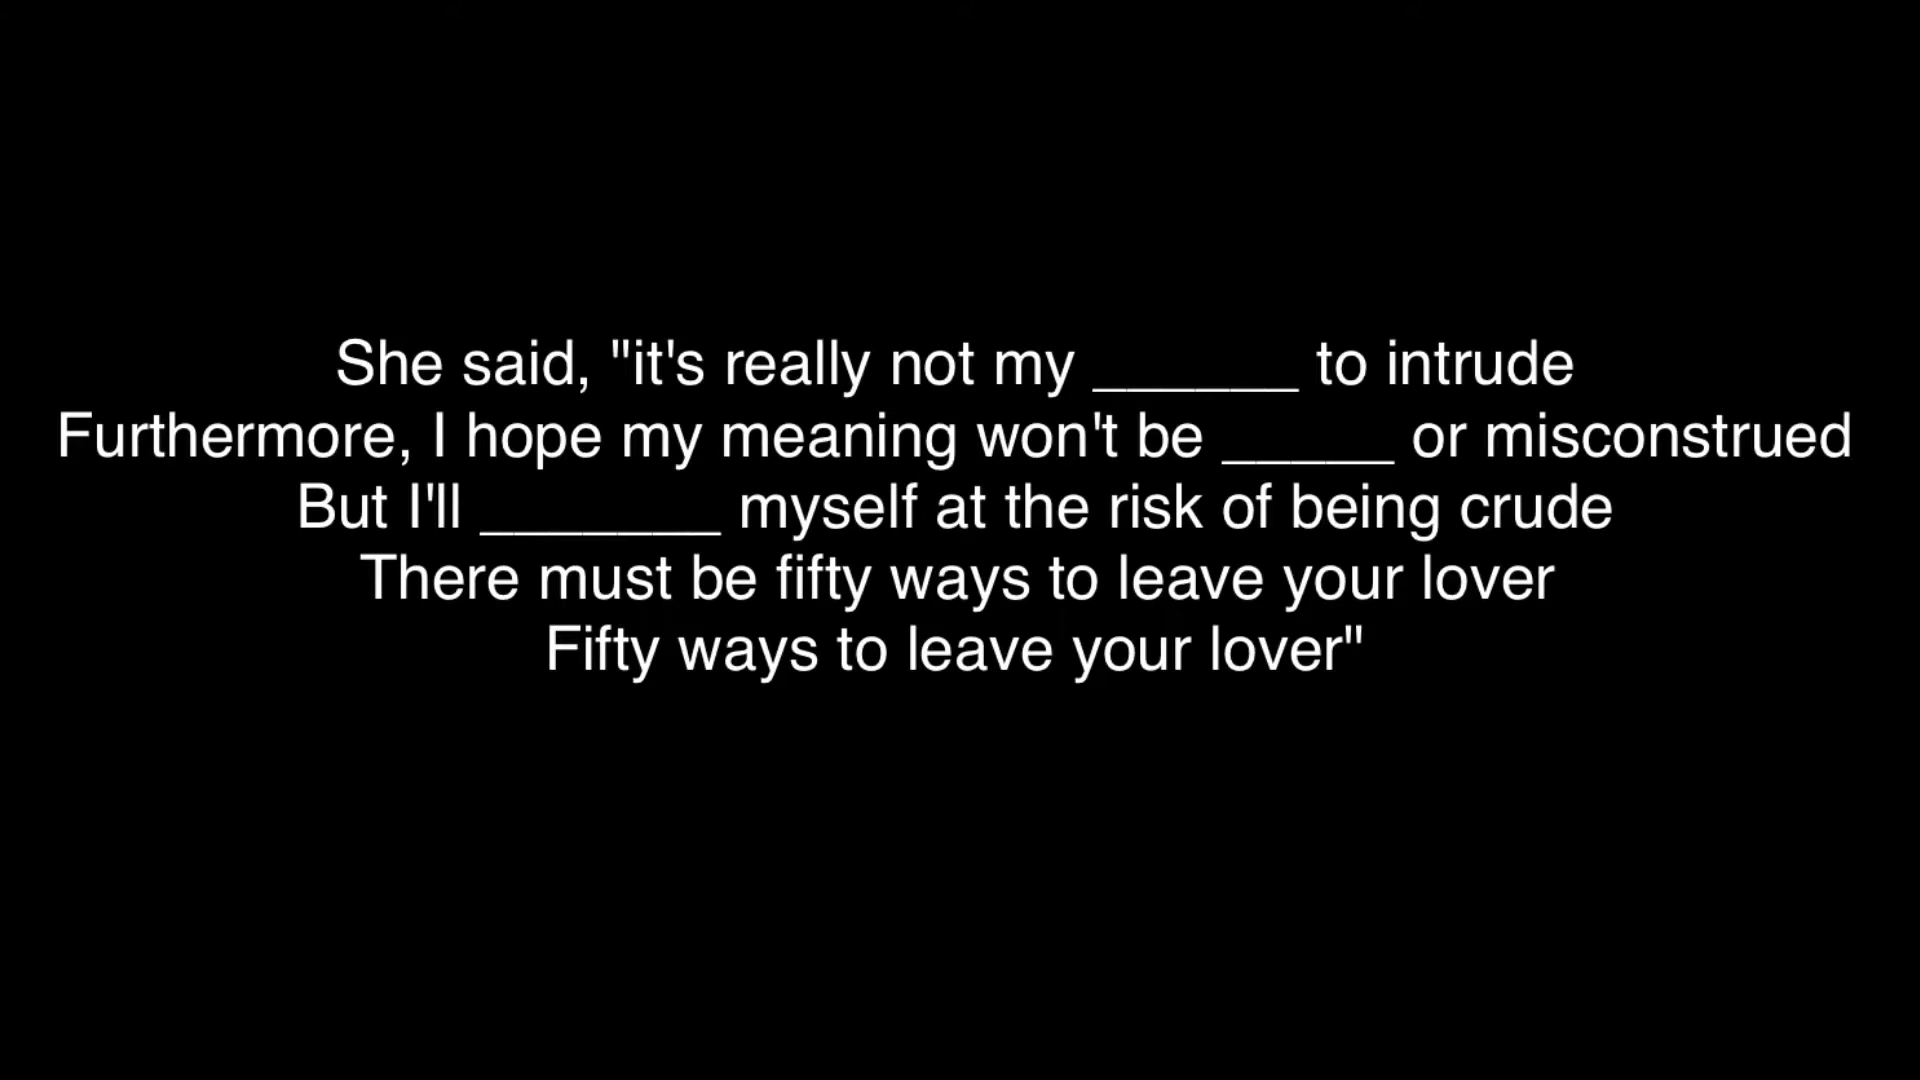 She said, "it's really not my ______ to intrude
Furthermore, I hope my meaning won't be _____ or misconstrued
But I'll _______ myself at the risk of being crude
There must be fifty ways to leave your lover
Fifty ways to leave your lover"